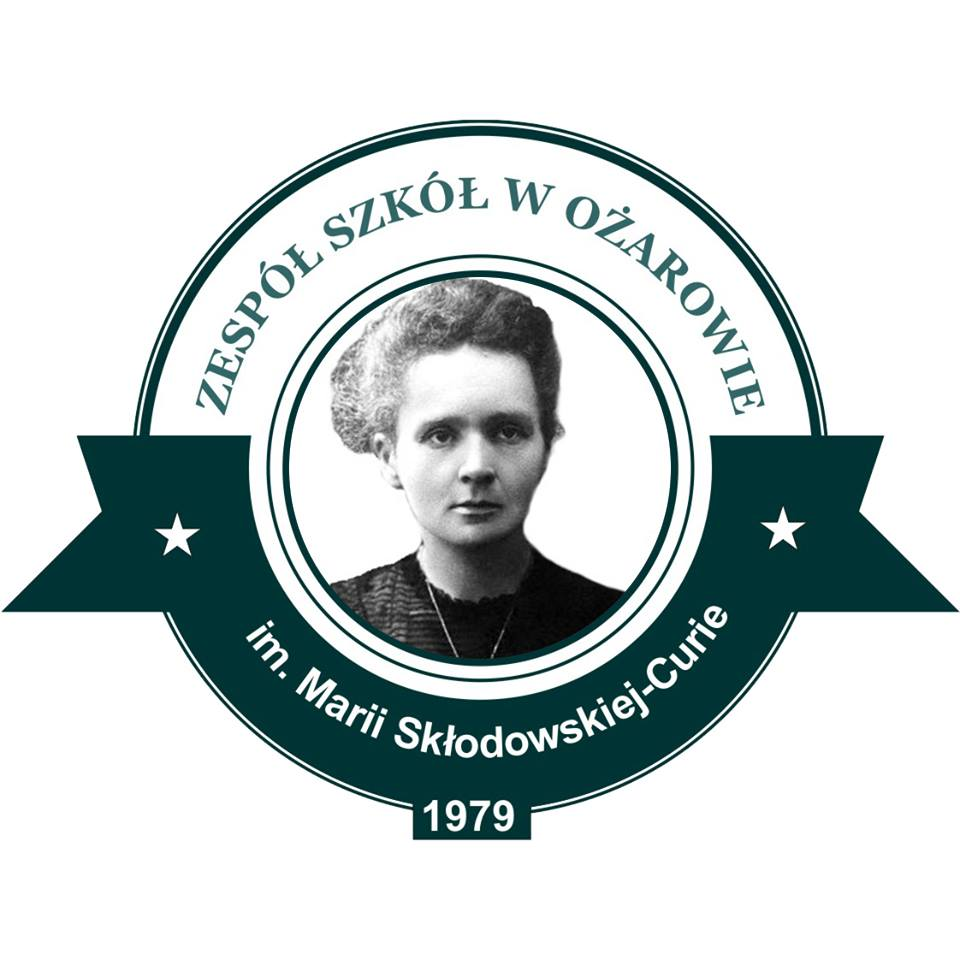 ZESPÓŁ SZKÓŁ W OŻAROWIE
im. Marii Skłodowskiej-Curie
1979